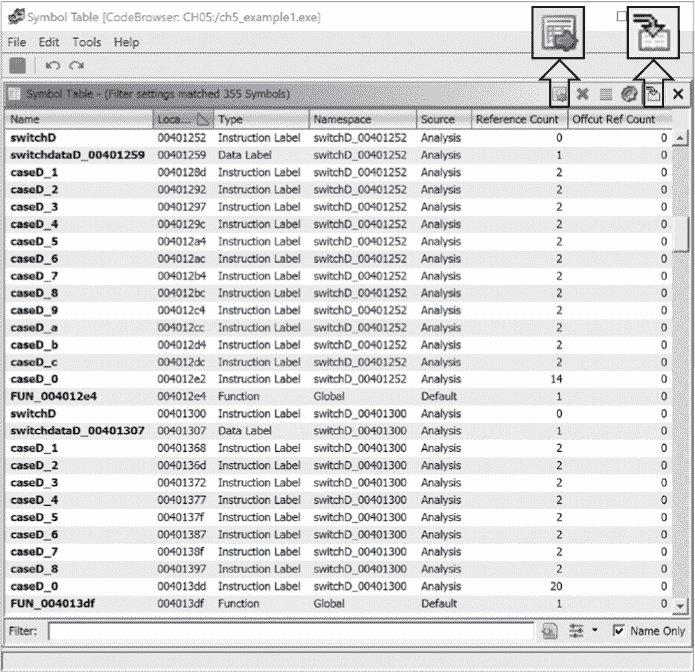 Symbol Table [CodeBrowser: CH05:/ch5_example1.exe]
File Edit Tools Help
Symbol Table - (Filter settings matched 355 Symbols)
Name Loca... Type Namespace Source Reference Count Offcut Ref Count
switchD 00401252 Instruction Label switchD_00401252 Analysis 0 0
switchdataD_00401259 00401259 Data Label switchD_00401252 Analysis 1 0
caseD_1 0040128d Instruction Label switchD_00401252 Analysis 2 0
caseD_2 00401292 Instruction Label switchD_00401252 Analysis 2 0
caseD_3 00401297 Instruction Label switchD_00401252 Analysis 2 0
caseD_4 0040129c Instruction Label switchD_00401252 Analysis 2 0
caseD_5 004012a4 Instruction Label switchD_00401252 Analysis 2 0
caseD_6 004012ac Instruction Label switchD_00401252 Analysis 2 0
caseD_7 004012b4 Instruction Label switchD_00401252 Analysis 2 0
caseD_8 004012bc Instruction Label switchD_00401252 Analysis 2 0
caseD_9 004012c4 Instruction Label switchD_00401252 Analysis 2 0
caseD_a 004012cc Instruction Label switchD_00401252 Analysis 2 0
caseD_b 004012d4 Instruction Label switchD_00401252 Analysis 2 0
caseD_c 004012dc Instruction Label switchD_00401252 Analysis 2 0
caseD_0 004012e2 Instruction Label switchD_00401252 Analysis 14 0
FUN_004012e4 004012e4 Function Global Default 1 0
switchD 00401300 Instruction Label switchD_00401300 Analysis 0 0
switchdataD_00401307 00401307 Data Label switchD_00401300 Analysis 1 0
caseD_1 00401368 Instruction Label switchD_00401300 Analysis 2 0
caseD_2 0040136d Instruction Label switchD_00401300 Analysis 2 0
caseD_3 00401372 Instruction Label switchD_00401300 Analysis 2 0
caseD_4 00401377 Instruction Label switchD_00401300 Analysis 2 0
caseD_5 0040137f Instruction Label switchD_00401300 Analysis 2 0
caseD_6 00401387 Instruction Label switchD_00401300 Analysis 2 0
caseD_7 0040138f Instruction Label switchD_00401300 Analysis 2 0
caseD_8 00401397 Instruction Label switchD_00401300 Analysis 2 0
caseD_0 004013dd Instruction Label switchD_00401300 Analysis 20 0
FUN_004013df 004013df Function Global Default 1 0
Filter: Name Only